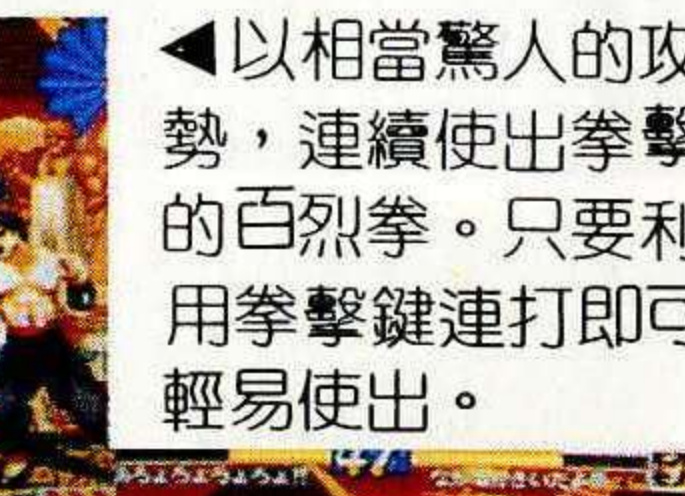 ◀以相當驚人的攻
勢，連續使出拳擊
的百烈拳。只要利
用拳擊鍵連打即可
輕易使出。
47